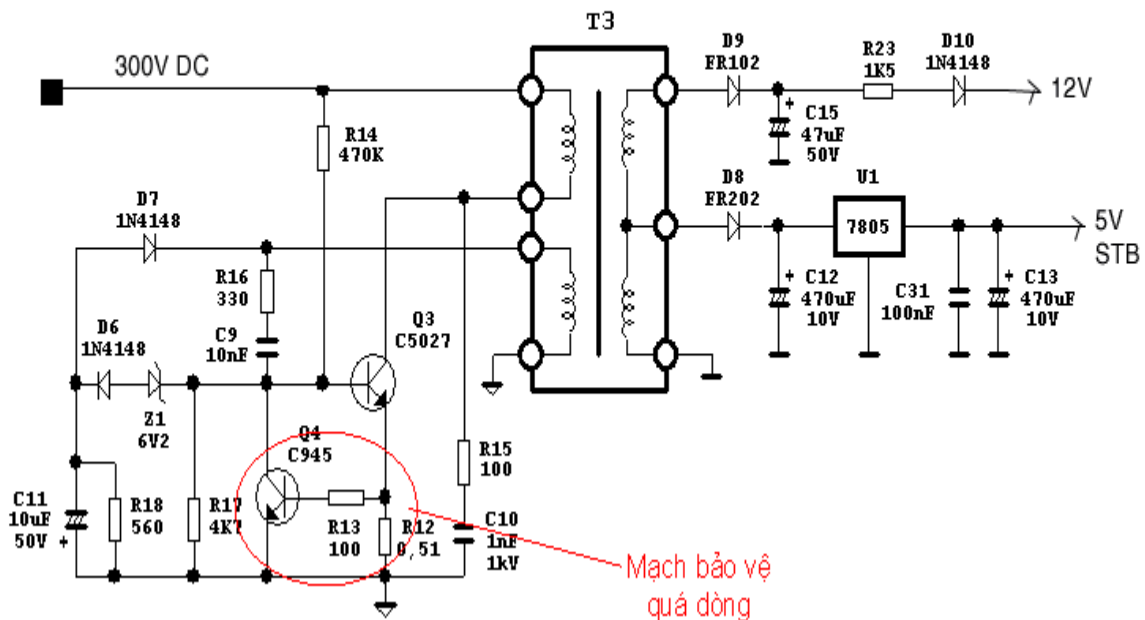 T3
300V DC
D9
FR102
R23
1K5
D10
1N4148
12V
+
C15
47uF
50V
R14
470K
D7
1N4148
D8
FR202
U1
7805
5V
STB
R16
330
C9
10nF
Q3
C5027
+
C12
470uF
10V
C31
100nF
+
C13
470uF
10V
D6
1N4148
Z1
6V2
Q4
C945
R15
100
C11
10uF
50V
+
R18
560
R17
4K7
R13
100
R12
0,51
C10
1nF
1kV
Mạch bảo vệ
quá dòng